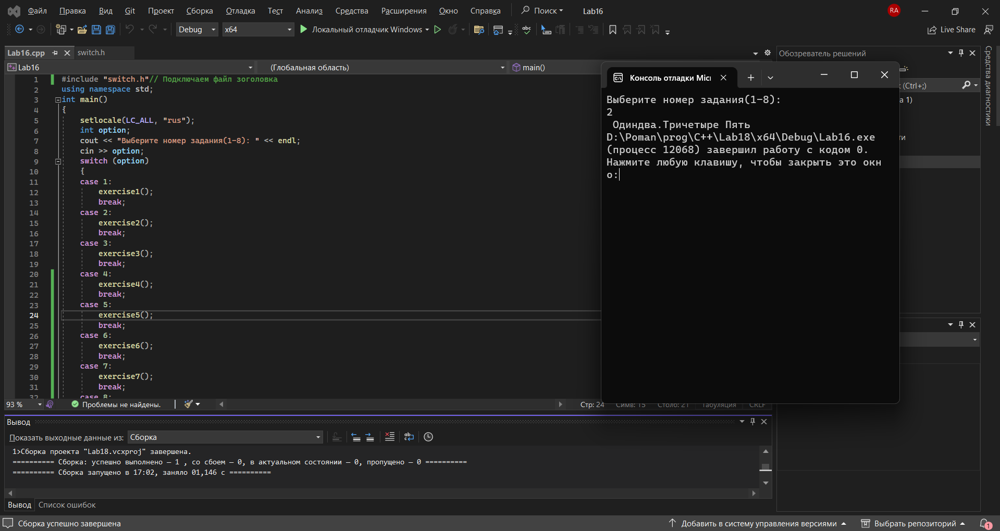 Файл Правка Вид Git Проект Сборка Отладка Тест Анализ Средства Расширения Окно Справка Поиск Lab16 RA
Debug x64 Локальный отладчик Windows Live Share
Lab16.cpp switch.h
Lab16 (Глобальная область) main()
1 #include "switch.h"// Подключаем файл зоголовка
2 using namespace std;
3 int main()
4 {
5 setlocale(LC_ALL, "rus");
6 int option;
7 cout << "Выберите номер задания(1-8): " << endl;
8 cin >> option;
9 switch (option)
10 {
11 case 1:
12 exercise1();
13 break;
14 case 2:
15 exercise2();
16 break;
17 case 3:
18 exercise3();
19 break;
20 case 4:
21 exercise4();
22 break;
23 case 5:
24 exercise5();
25 break;
26 case 6:
27 exercise6();
28 break;
29 case 7:
30 exercise7();
31 break;
32 case 8:
93 % Проблемы не найдены. Стр: 24 Симв: 15 Столб: 21 Табуляция CRLF
Консоль отладки Micr
Выберите номер задания(1-8):
2
Одиндва.Тричетыре Пять
D:\Poman\prog\C++\Lab18\x64\Debug\Lab16.exe
(процесс 12068) завершил работу с кодом 0.
Нажмите любую клавишу, чтобы закрыть это окн
о:
Обозреватель решений
(Ctrl+;)
а 1)
ти
Средства диагностики
Вывод
Показать выходные данные из: Сборка
1>Сборка проекта "Lab18.vcxproj" завершена.
========== Сборка: успешно выполнено — 1 , со сбоем — 0, в актуальном состоянии — 0, пропущено — 0 ==========
========== Сборка запущено в 17:02, заняло 01,146 с ==========
Вывод Список ошибок
Сборка успешно завершена Добавить в систему управления версиями Выбрать репозиторий 1